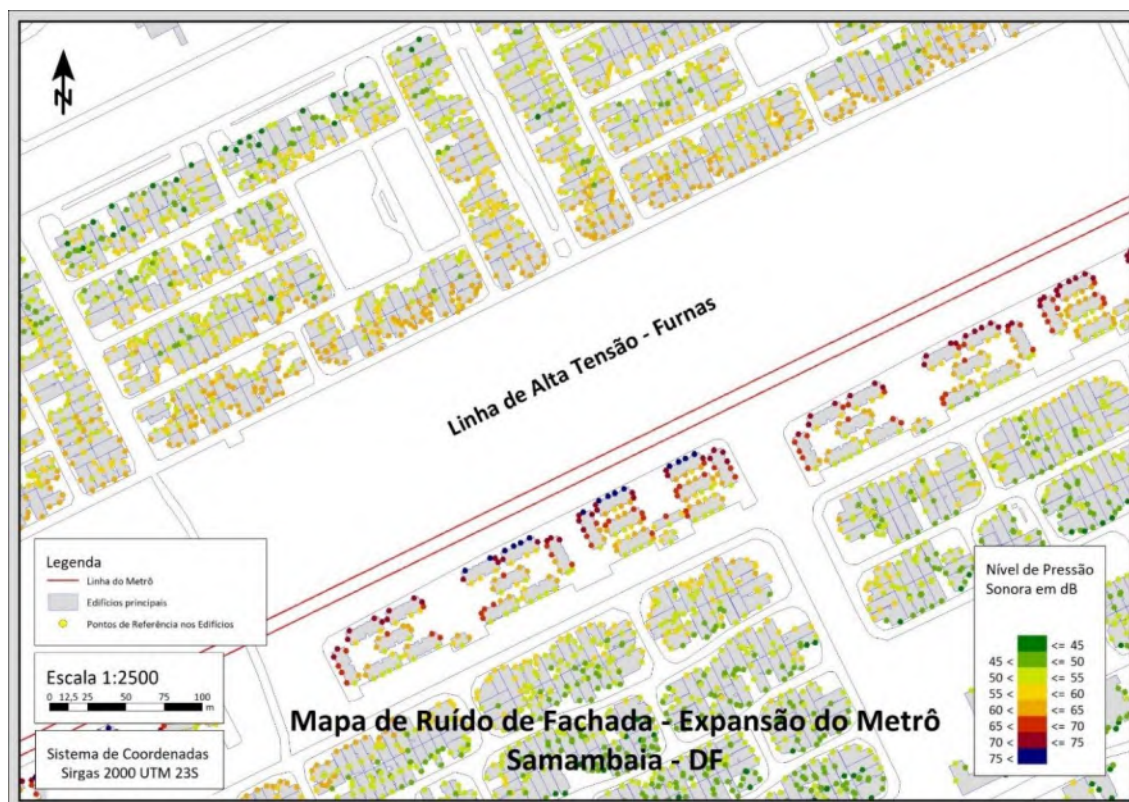 N
Linha de Alta Tensão - Furnas
Legenda
Linha do Metrô
Edifícios principais
Pontos de Referência nos Edifícios
Escala 1:2500
0 12,5 25 50 75 100
m
Sistema de Coordenadas
Sirgas 2000 UTM 23S
Mapa de Ruído de Fachada - Expansão do Metrô
Samambaia - DF
Nível de Pressão
Sonora em dB
<= 45
45 < <= 50
50 < <= 55
55 < <= 60
60 < <= 65
65 < <= 70
70 < <= 75
75 <